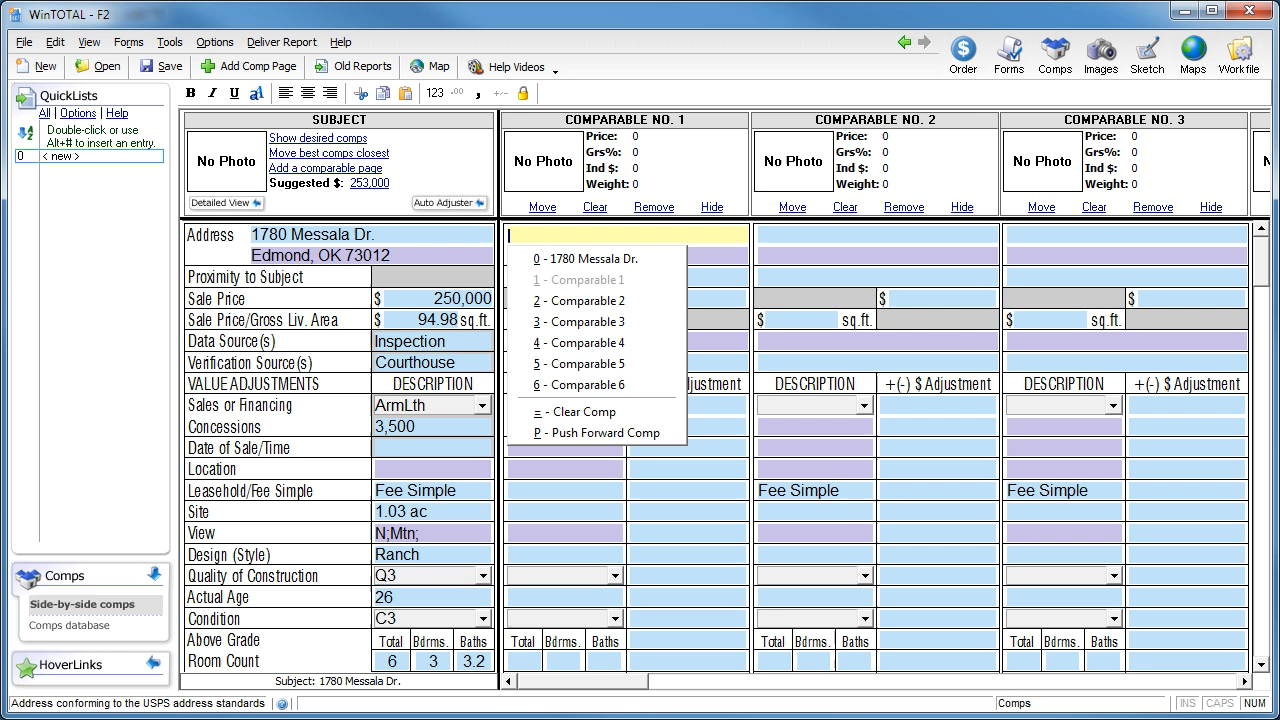 WinTOTAL - F2
File Edit View Forms Tools Options Deliver Report Help
New Open Save Add Comp Page Old Reports Map Help Videos
Order Forms Comps Images Sketch Maps Workfile
QuickLists
All | Options | Help
Double-click or use
Alt+# to insert an entry.
0 < new >
B I U aA 123 .00 , +/-
SUBJECT COMPARABLE NO. 1 COMPARABLE NO. 2 COMPARABLE NO. 3
No Photo
Show desired comps
Move best comps closest
Add a comparable page
Suggested $: 253,000
Detailed View Auto Adjuster
No Photo
Price: 0
Grs%: 0
Ind $: 0
Weight: 0
Move Clear Remove Hide
No Photo
Price: 0
Grs%: 0
Ind $: 0
Weight: 0
Move Clear Remove Hide
No Photo
Price: 0
Grs%: 0
Ind $: 0
Weight: 0
Move Clear Remove Hide
Address 1780 Messala Dr.
Edmond, OK 73012
Proximity to Subject
Sale Price $ 250,000 $ $
Sale Price/Gross Liv. Area $ 94.98 sq.ft. $ sq.ft. $ sq.ft.
Data Source(s) Inspection
Verification Source(s) Courthouse
VALUE ADJUSTMENTS DESCRIPTION djustment DESCRIPTION +(-) $ Adjustment DESCRIPTION +(-) $ Adjustment
Sales or Financing ArmLth
Concessions 3,500
Date of Sale/Time
Location
Leasehold/Fee Simple Fee Simple Fee Simple Fee Simple
Site 1.03 ac
View N;Mtn;
Design (Style) Ranch
Quality of Construction Q3
Actual Age 26
Condition C3
Above Grade Total Bdrms. Baths Total Bdrms. Baths Total Bdrms. Baths Total Bdrms. Baths
Room Count 6 3 3.2
0 - 1780 Messala Dr.
1 - Comparable 1
2 - Comparable 2
3 - Comparable 3
4 - Comparable 4
5 - Comparable 5
6 - Comparable 6
= - Clear Comp
P - Push Forward Comp
Comps
Side-by-side comps
Comps database
HoverLinks
Subject: 1780 Messala Dr.
Address conforming to the USPS address standards Comps INS CAPS NUM